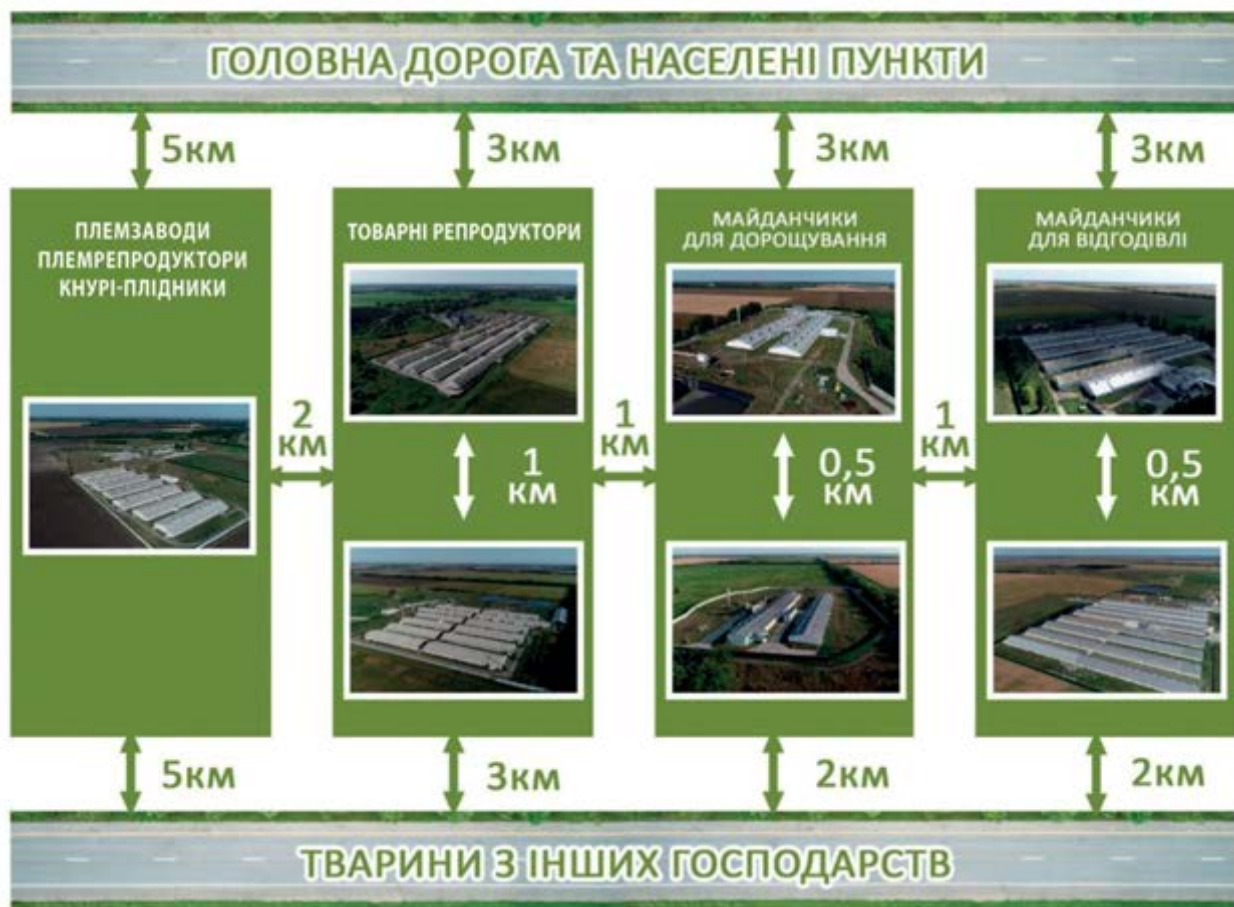 ГОЛОВНА ДОРОГА ТА НАСЕЛЕНІ ПУНКТИ
5км
3км
3км
3км
ПЛЕМЗАВОДИ
ПЛЕМРЕПРОДУКТОРИ
КНУРІ-ПЛІДНИКИ
ТОВАРНІ РЕПРОДУКТОРИ
МАЙДАНЧИКИ
ДЛЯ ДОРОЩУВАННЯ
МАЙДАНЧИКИ
ДЛЯ ВІДГОДІВЛІ
2
км
1
км
1
км
0,5
км
1
км
0,5
км
5км
3км
2км
2км
ТВАРИНИ З ІНШИХ ГОСПОДАРСТВ